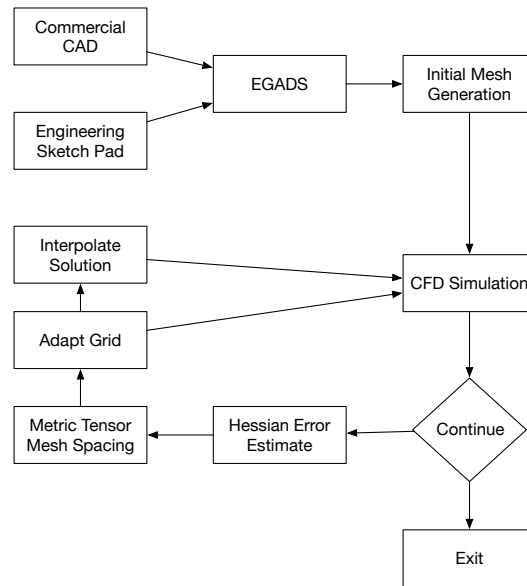 Commercial
CAD
EGADS
Initial Mesh
Generation
Engineering
Sketch Pad
Interpolate
Solution
CFD Simulation
Adapt Grid
Metric Tensor
Mesh Spacing
Hessian Error
Estimate
Continue
Exit